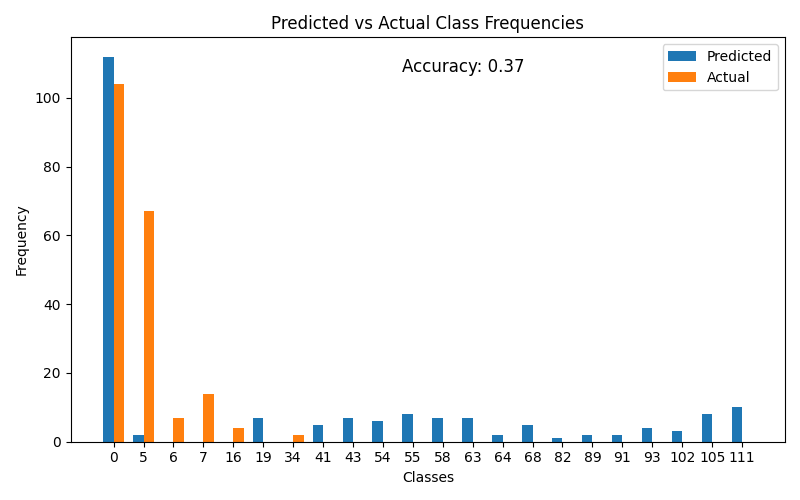 Predicted vs Actual Class Frequencies
Accuracy: 0.37
Predicted
Actual
Frequency
100
80
60
40
20
0
0 5 6 7 16 19 34 41 43 54 55 58 63 64 68 82 89 91 93 102 105 111
Classes